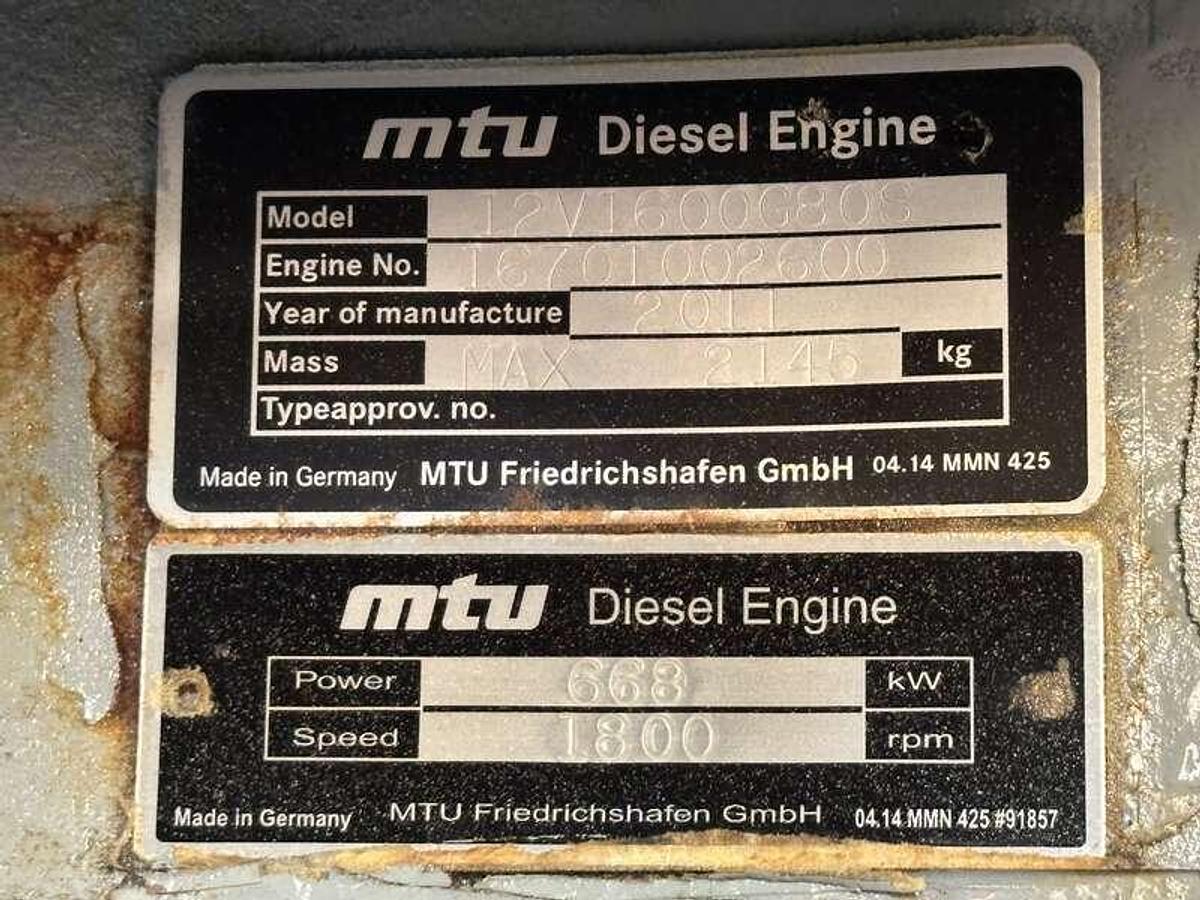 mtu Diesel Engine
Model 12V1600G80S
Engine No. 16701002600
Year of manufacture 2011
Mass MAX 2145 kg
Typeapprov. no.
Made in Germany MTU Friedrichshafen GmbH 04.14 MMN 425
mtu Diesel Engine
Power 668 kW
Speed 1800 rpm
Made in Germany MTU Friedrichshafen GmbH 04.14 MMN 425 #91857